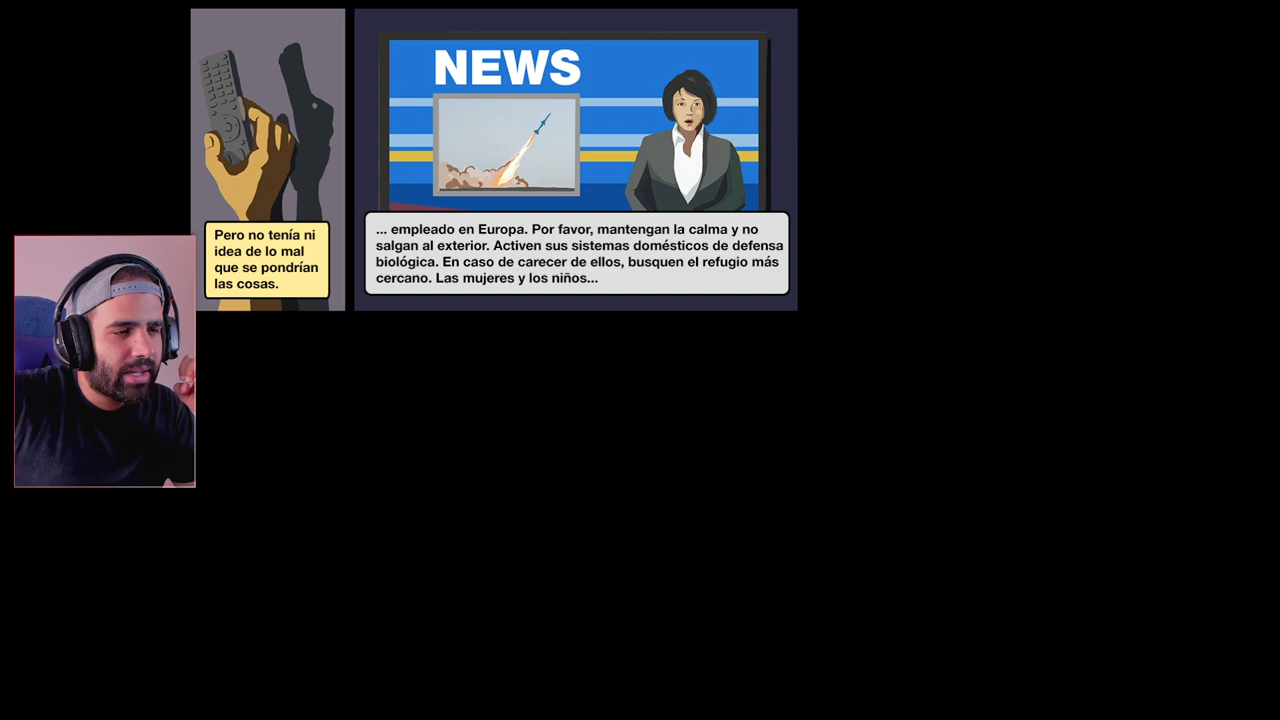 NEWS
Pero no tenía ni
idea de lo mal
que se pondrían
las cosas.
... empleado en Europa. Por favor, mantengan la calma y no
salgan al exterior. Activen sus sistemas domésticos de defensa
biológica. En caso de carecer de ellos, busquen el refugio más
cercano. Las mujeres y los niños...